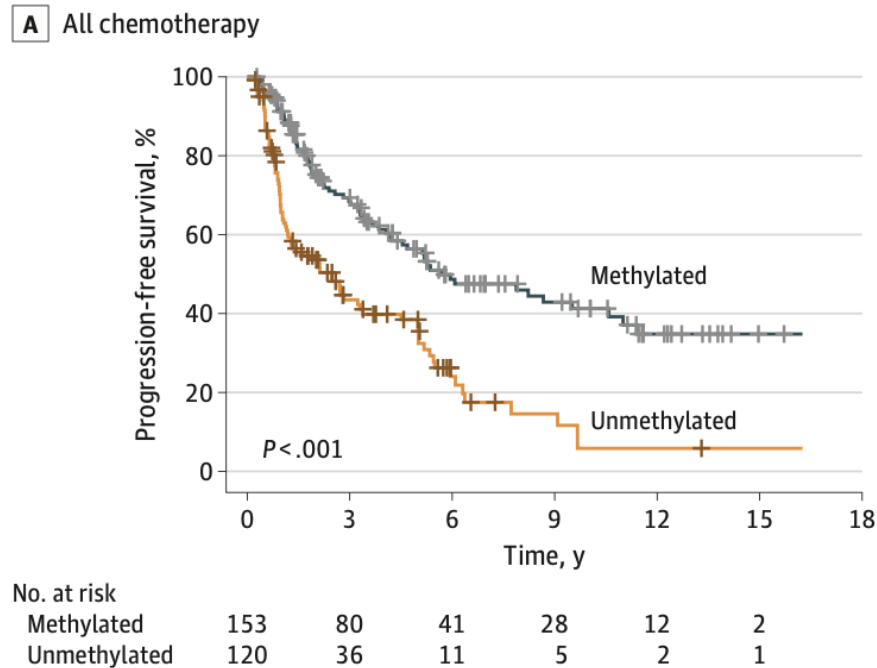 A All chemotherapy
100
80
60
40
20
0
Progression-free survival, %
Methylated
Unmethylated
P<.001
0 3 6 9 12 15 18
Time, y
No. at risk
Methylated 153 80 41 28 12 2
Unmethylated 120 36 11 5 2 1